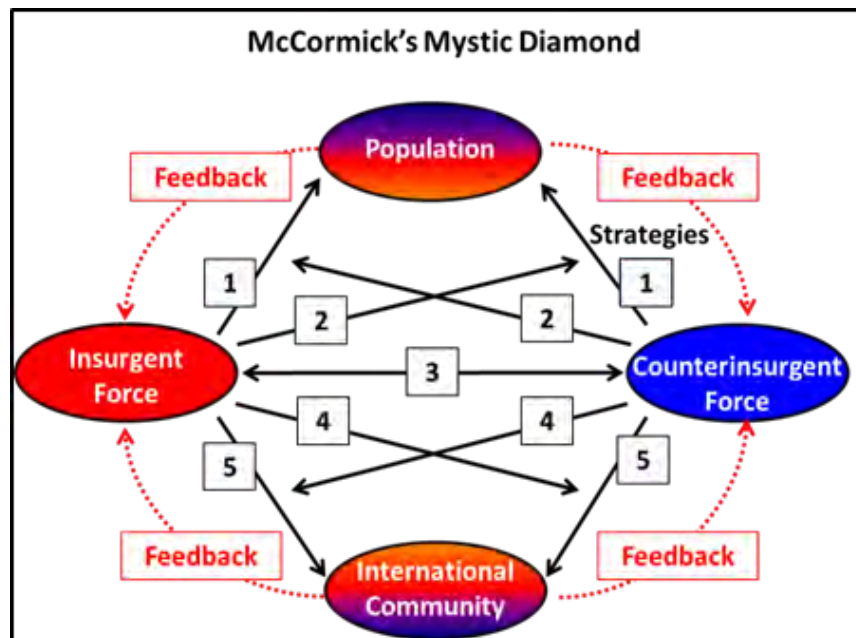 McCormick's Mystic Diamond
Population
Feedback
Feedback
Strategies
1
1
2
2
Insurgent
Force
3
Counterinsurgent
Force
4
4
5
5
Feedback
Feedback
International
Community